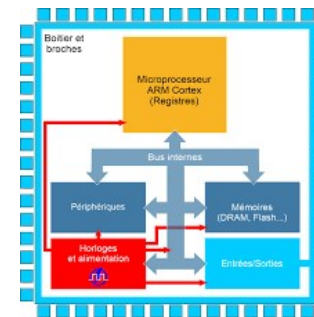 Boitier et
broches
Microprocesseur
ARM Cortex
(Registres)
Bus internes
Périphériques
Mémoires
(DRAM, Flash...)
Horloges
et alimentation
Entrées/Sorties